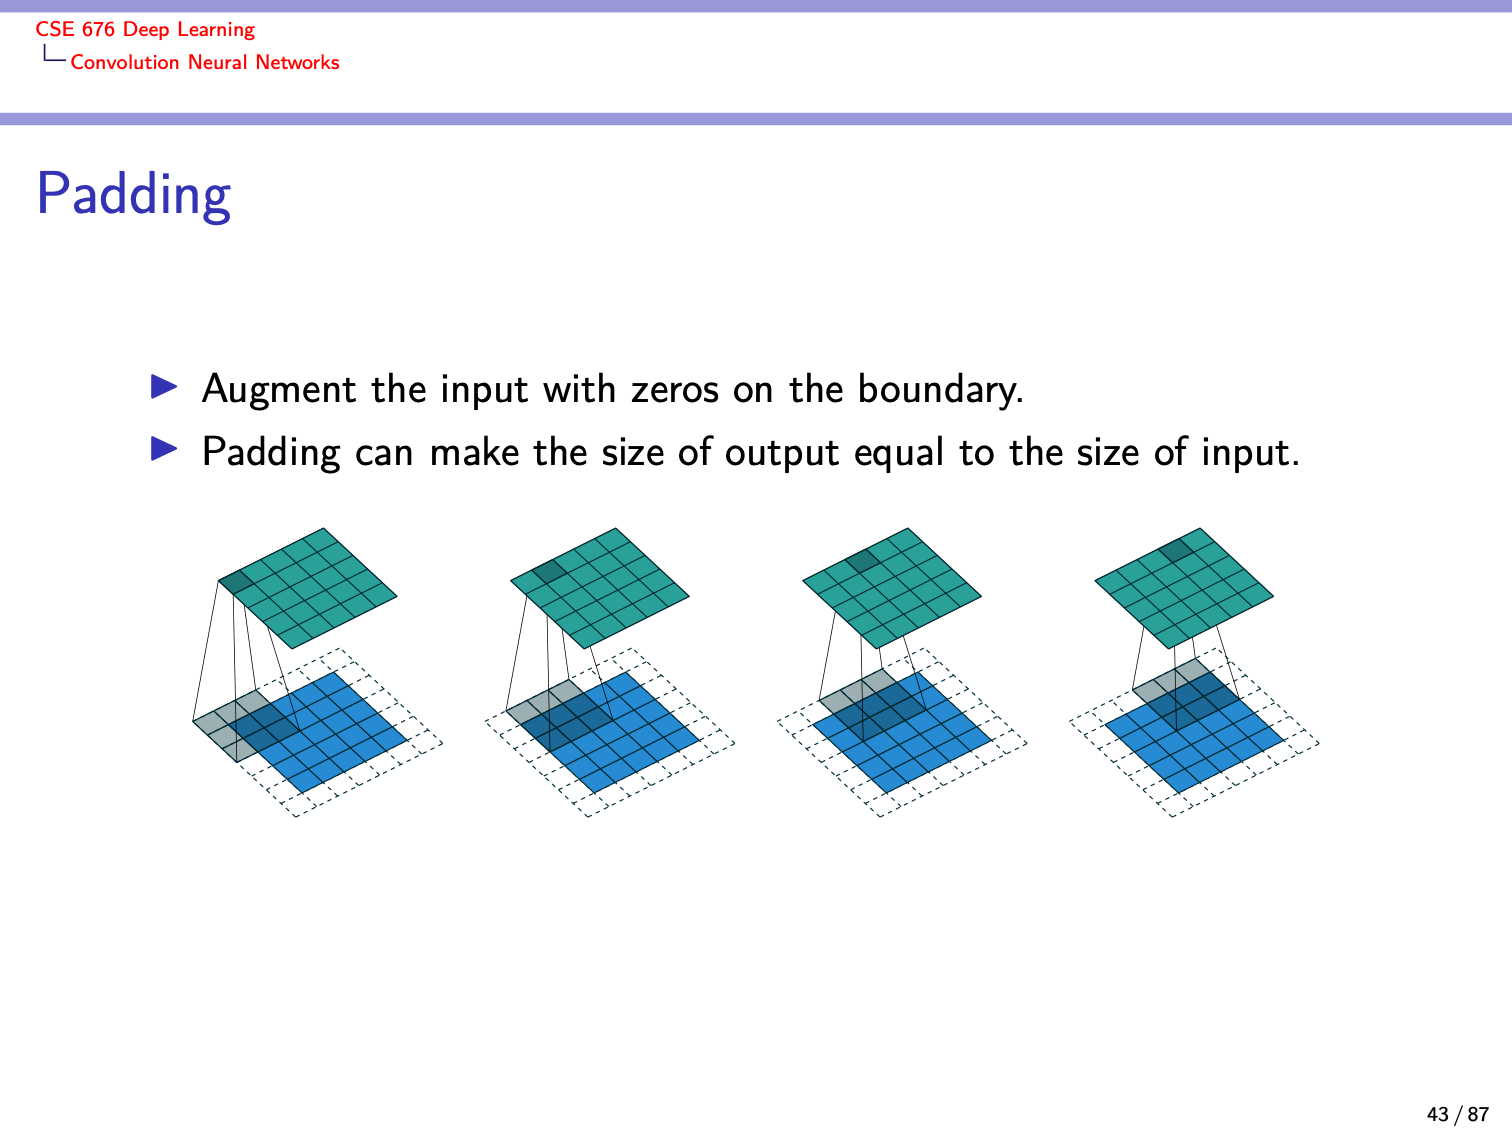 CSE 676 Deep Learning
Convolution Neural Networks
Padding
Augment the input with zeros on the boundary.
Padding can make the size of output equal to the size of input.
43 / 87